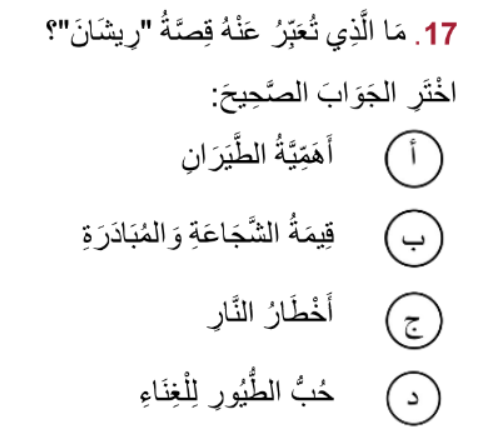 17. مَا الَّذِي تُعَبِّرُ عَنْهُ قِصَّةُ "رِيشَانَ"؟
اخْتَرِ الجَوَابَ الصَّحِيحَ:
أ أَهَمِّيَّةُ الطَّيَرَانِ
ب قِيمَةُ الشَّجَاعَةِ وَالمُبَادَرَةِ
ج أَخْطَارُ النَّارِ
د حُبُّ الطُّيُورِ لِلْغِنَاءِ